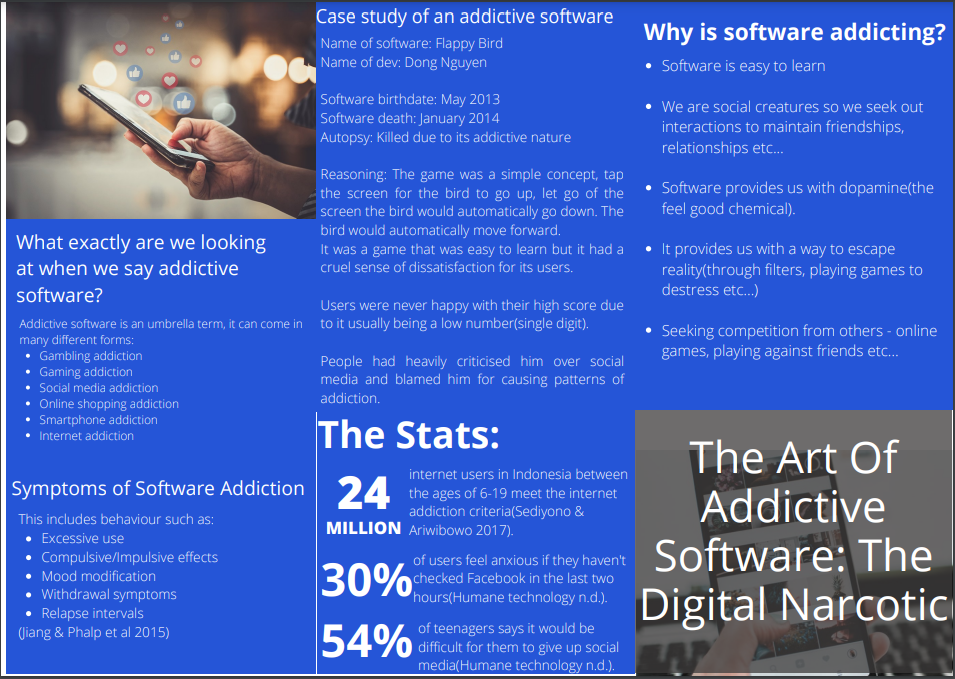 What exactly are we looking
at when we say addictive
software?
Addictive software is an umbrella term, it can come in
many different forms:
• Gambling addiction
• Gaming addiction
• Social media addiction
• Online shopping addiction
• Smartphone addiction
• Internet addiction
Symptoms of Software Addiction
This includes behaviour such as:
• Excessive use
• Compulsive/Impulsive effects
• Mood modification
• Withdrawal symptoms
• Relapse intervals
(Jiang & Phalp et al 2015)
Case study of an addictive software
Name of software: Flappy Bird
Name of dev: Dong Nguyen
Software birthdate: May 2013
Software death: January 2014
Autopsy: Killed due to its addictive nature
Reasoning: The game was a simple concept, tap
the screen for the bird to go up, let go of the
screen the bird would automatically go down. The
bird would automatically move forward.
It was a game that was easy to learn but it had a
cruel sense of dissatisfaction for its users.
Users were never happy with their high score due
to it usually being a low number(single digit).
People had heavily criticised him over social
media and blamed him for causing patterns of
addiction.
The Stats:
24
MILLION
internet users in Indonesia between
the ages of 6-19 meet the internet
addiction criteria(Sediyono &
Ariwibowo 2017).
30%
of users feel anxious if they haven't
checked Facebook in the last two
hours(Humane technology n.d.).
54%
of teenagers says it would be
difficult for them to give up social
media(Humane technology n.d.).
Why is software addicting?
• Software is easy to learn
• We are social creatures so we seek out
interactions to maintain friendships,
relationships etc...
• Software provides us with dopamine(the
feel good chemical).
• It provides us with a way to escape
reality(through filters, playing games to
destress etc...)
• Seeking competition from others - online
games, playing against friends etc...
The Art Of
Addictive
Software: The
Digital Narcotic